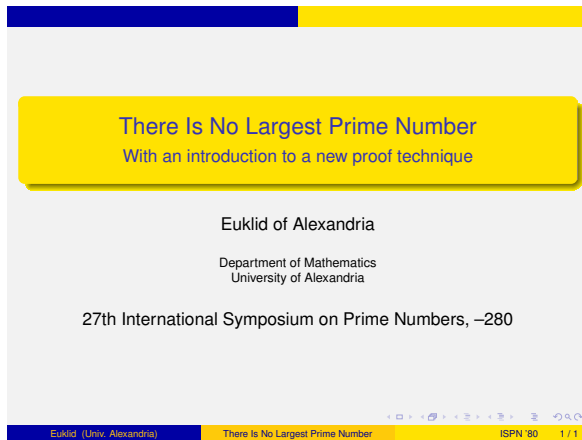 There Is No Largest Prime Number
With an introduction to a new proof technique
Euklid of Alexandria
Department of Mathematics
University of Alexandria
27th International Symposium on Prime Numbers, –280
Euklid (Univ. Alexandria) There Is No Largest Prime Number ISPN '80 1 / 1